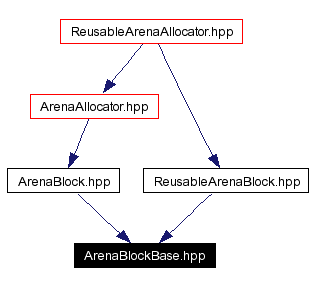 ReusableArenaAllocator.hpp
ArenaAllocator.hpp
ArenaBlock.hpp
ReusableArenaBlock.hpp
ArenaBlockBase.hpp